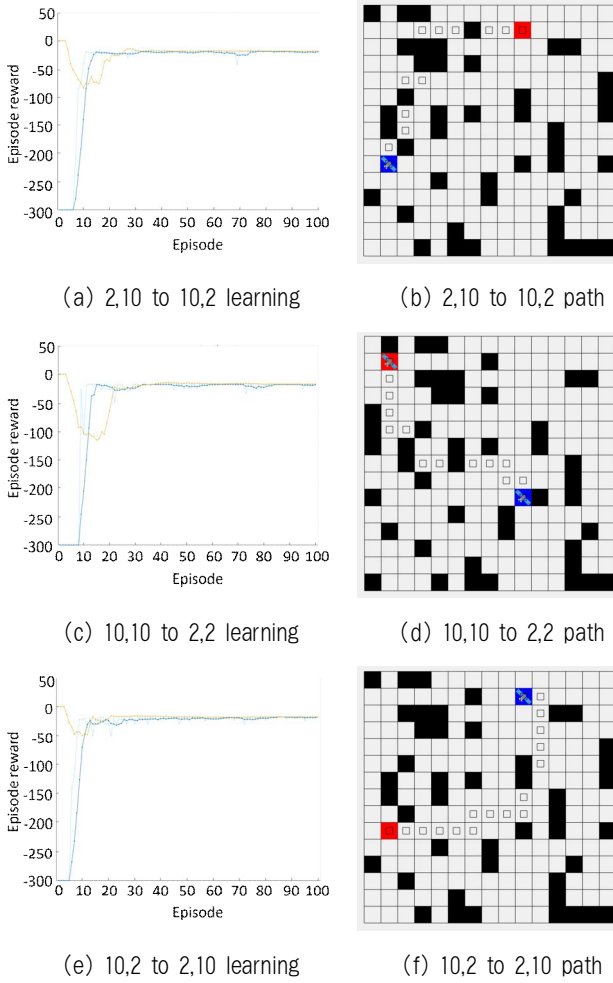 50
0
-50
-100
-150
-200
-250
-300
Episode reward
0 10 20 30 40 50 60 70 80 90 100
Episode
(a) 2,10 to 10,2 learning
(b) 2,10 to 10,2 path
50
0
-50
-100
-150
-200
-250
-300
Episode reward
0 10 20 30 40 50 60 70 80 90 100
Episode
(c) 10,10 to 2,2 learning
(d) 10,10 to 2,2 path
50
0
-50
-100
-150
-200
-250
-300
Episode reward
0 10 20 30 40 50 60 70 80 90 100
Episode
(e) 10,2 to 2,10 learning
(f) 10,2 to 2,10 path